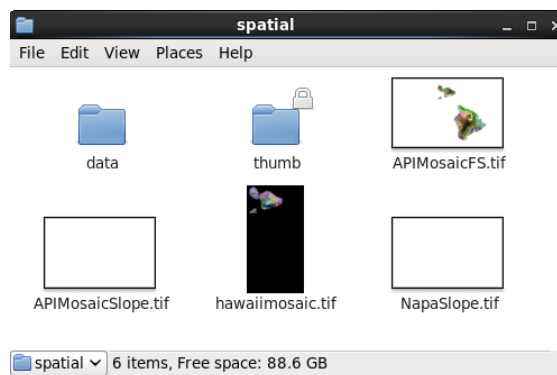 spatial
File Edit View Places Help
data
thumb
APIMosaicFS.tif
APIMosaicSlope.tif
hawaiimosaic.tif
NapaSlope.tif
spatial 6 items, Free space: 88.6 GB